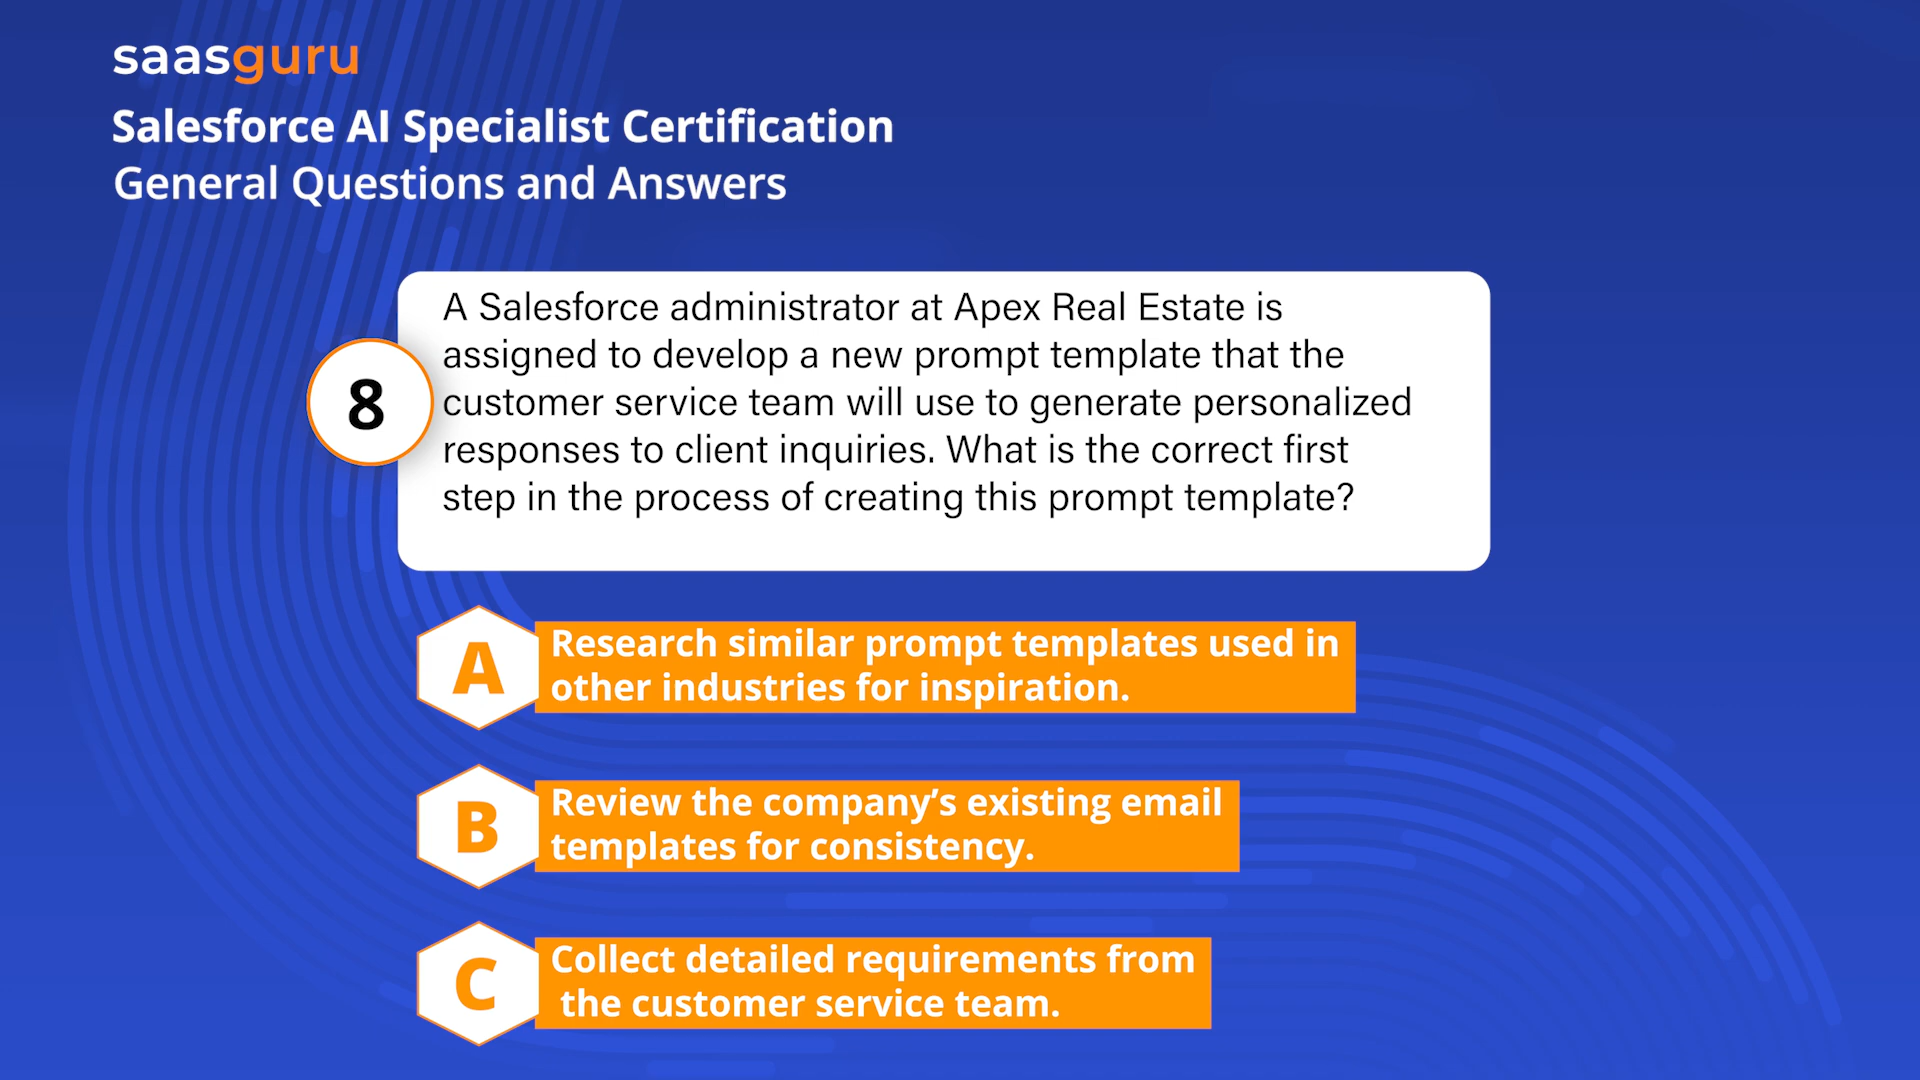 saasguru
Salesforce AI Specialist Certification
General Questions and Answers
8
A Salesforce administrator at Apex Real Estate is
assigned to develop a new prompt template that the
customer service team will use to generate personalized
responses to client inquiries. What is the correct first
step in the process of creating this prompt template?
A
Research similar prompt templates used in
other industries for inspiration.
B
Review the company’s existing email
templates for consistency.
C
Collect detailed requirements from
the customer service team.